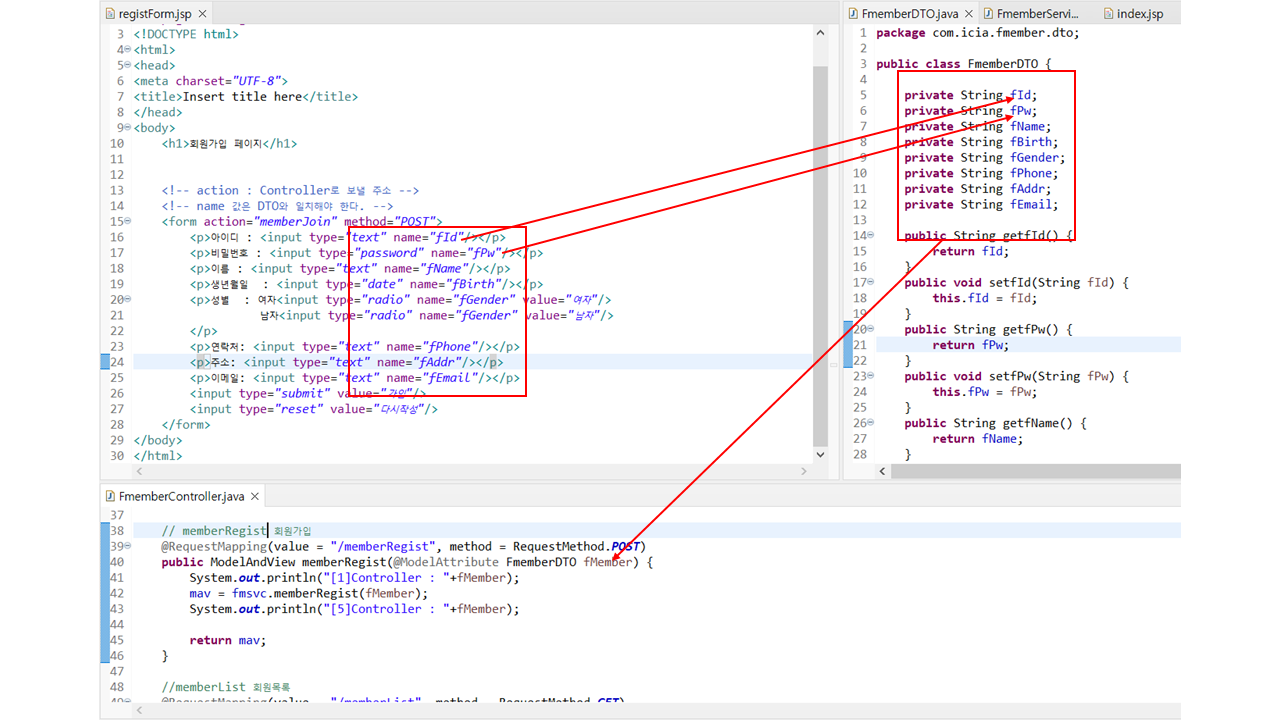 registForm.jsp
3 <!DOCTYPE html>
4 <html>
5 <head>
6 <meta charset="UTF-8">
7 <title>Insert title here</title>
8 </head>
9 <body>
10 <h1>회원가입 페이지</h1>
11
12
13 <!-- action : Controller로 보낼 주소 -->
14 <!-- name 값은 DTO와 일치해야 한다. -->
15 <form action="memberJoin" method="POST">
16 <p>아이디 : <input type="text" name="fId"/></p>
17 <p>비밀번호 : <input type="password" name="fPw"/></p>
18 <p>이름 : <input type="text" name="fName"/></p>
19 <p>생년월일 : <input type="date" name="fBirth"/></p>
20 <p>성별 : 여자<input type="radio" name="fGender" value="여자"/>
21 남자<input type="radio" name="fGender" value="남자"/>
22 </p>
23 <p>연락처: <input type="text" name="fPhone"/></p>
24 <p>주소: <input type="text" name="fAddr"/></p>
25 <p>이메일: <input type="text" name="fEmail"/></p>
26 <input type="submit" value="가입"/>
27 <input type="reset" value="다시작성"/>
28 </form>
29 </body>
30 </html>
FmemberDTO.java FmemberServi... index.jsp
1 package com.icia.fmember.dto;
2
3 public class FmemberDTO {
4
5 private String fId;
6 private String fPw;
7 private String fName;
8 private String fBirth;
9 private String fGender;
10 private String fPhone;
11 private String fAddr;
12 private String fEmail;
13
14 public String getfId() {
15 return fId;
16 }
17 public void setfId(String fId) {
18 this.fId = fId;
19 }
20 public String getfPw() {
21 return fPw;
22 }
23 public void setfPw(String fPw) {
24 this.fPw = fPw;
25 }
26 public String getfName() {
27 return fName;
28 }
FmemberController.java
37
38 // memberRegist 회원가입
39 @RequestMapping(value = "/memberRegist", method = RequestMethod.POST)
40 public ModelAndView memberRegist(@ModelAttribute FmemberDTO fMember) {
41 System.out.println("[1]Controller : "+fMember);
42 mav = fmsvc.memberRegist(fMember);
43 System.out.println("[5]Controller : "+fMember);
44
45 return mav;
46 }
47
48 //memberList 회원목록
49 @RequestMapping(value = "/memberList", method = RequestMethod.GET)